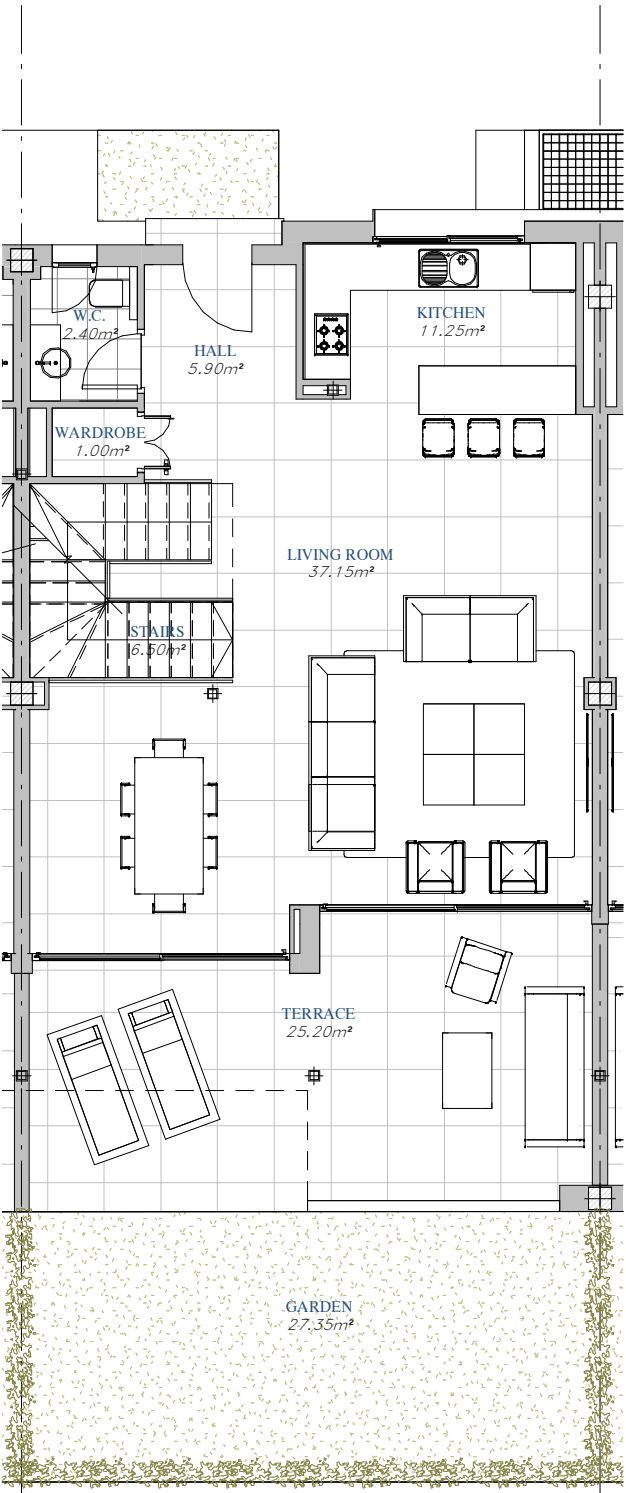 W.C.
2.40m²
HALL
5.90m²
KITCHEN
11.25m²
WARDROBE
1.00m²
LIVING ROOM
37.15m²
STAIRS
6.50m²
TERRACE
25.20m²
GARDEN
27.35m²